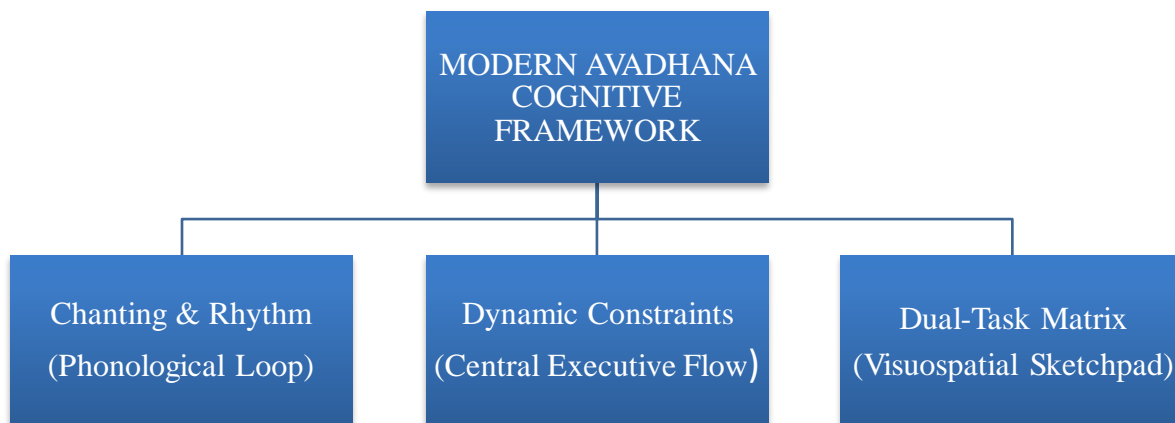 MODERN AVADHANA
COGNITIVE
FRAMEWORK
Chanting & Rhythm
(Phonological Loop)
Dynamic Constraints
(Central Executive Flow)
Dual-Task Matrix
(Visuospatial Sketchpad)